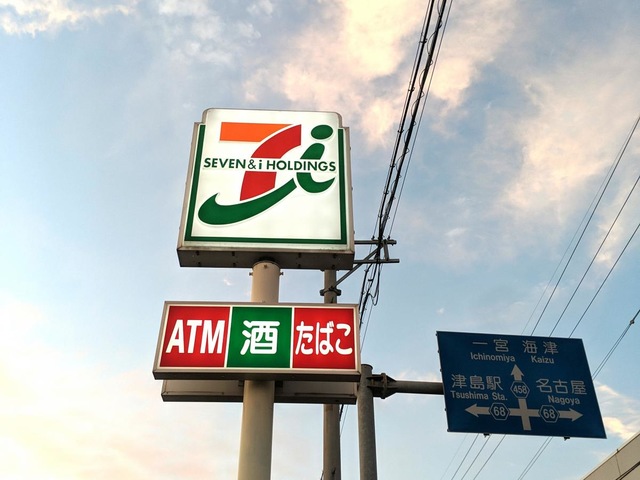 SEVEN&i HOLDINGS
ATM 酒 たばこ
一宮 海津
Ichinomiya Kaizu
津島駅 458 名古屋
Tsushima Sta. Nagoya
68 68